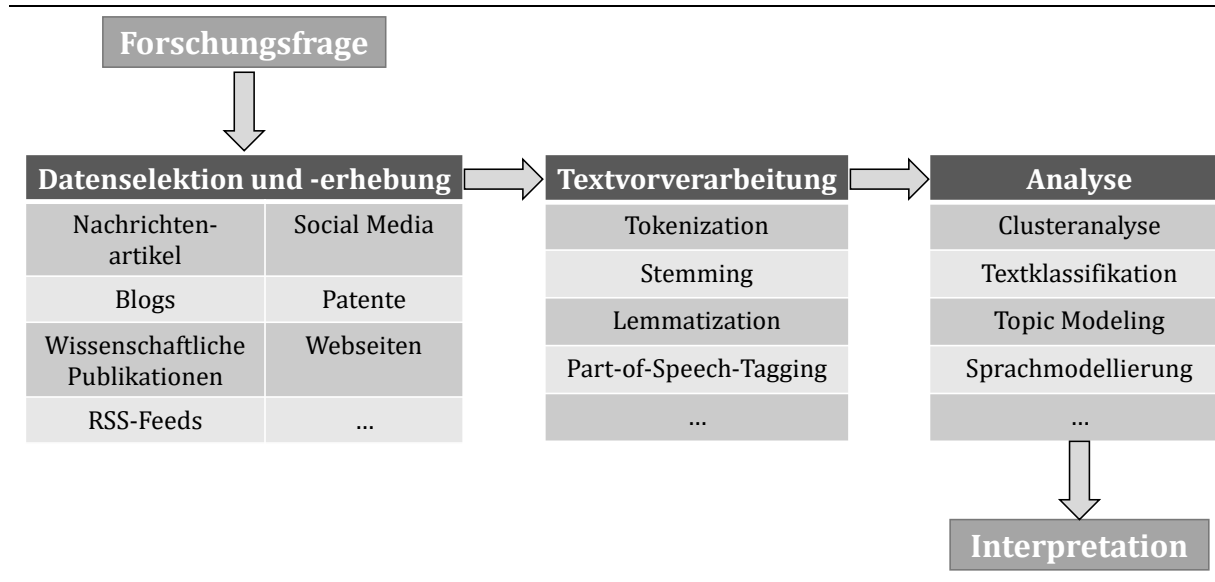 Forschungsfrage
Datenselektion und -erhebung
Nachrichten-
artikel
Social Media
Blogs
Patente
Wissenschaftliche
Publikationen
Webseiten
RSS-Feeds
...
Textvorverarbeitung
Tokenization
Stemming
Lemmatization
Part-of-Speech-Tagging
...
Analyse
Clusteranalyse
Textklassifikation
Topic Modeling
Sprachmodellierung
...
Interpretation